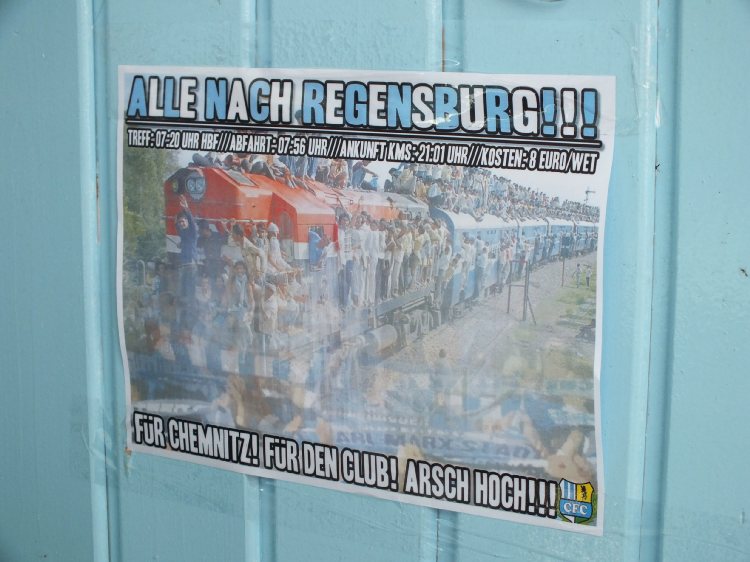 ALLE NACH REGENSBURG!!!
TREFF: 07:20 UHR HBF///ABFAHRT: 07:56 UHR///ANKUNFT KMS: 21:01 UHR///KOSTEN: 8 EURO/WET
FÜR CHEMNITZ! FÜR DEN CLUB! ARSCH HOCH!!!
CFC